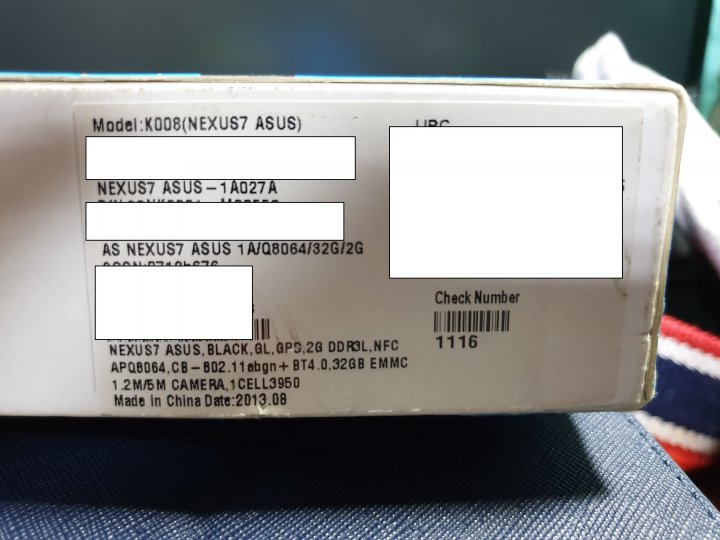 Model:K008(NEXUS7 ASUS)
NEXUS7 ASUS-1A027A
AS NEXUS7 ASUS 1A/Q8064/32G/2G
Check Number
1116
NEXUS7 ASUS,BLACK,GL,GPS,2G DDR3L,NFC
APQ8064,CB-802.11abgn+BT4.0,32GB EMMC
1.2M/5M CAMERA,1CELL3950
Made in China Date:2013.08